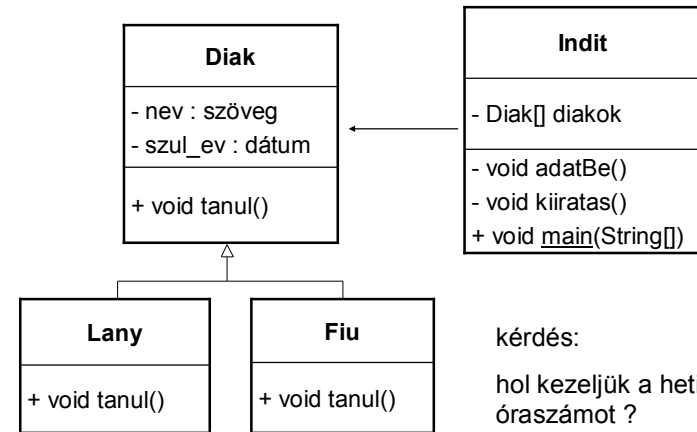 Diak
- nev : szöveg
- szul_ev : dátum
+ void tanul()
Indit
- Diak[] diakok
- void adatBe()
- void kiiratas()
+ void main(String[])
Lany
+ void tanul()
Fiu
+ void tanul()
kérdés:
hol kezeljük a heti
óraszámot ?